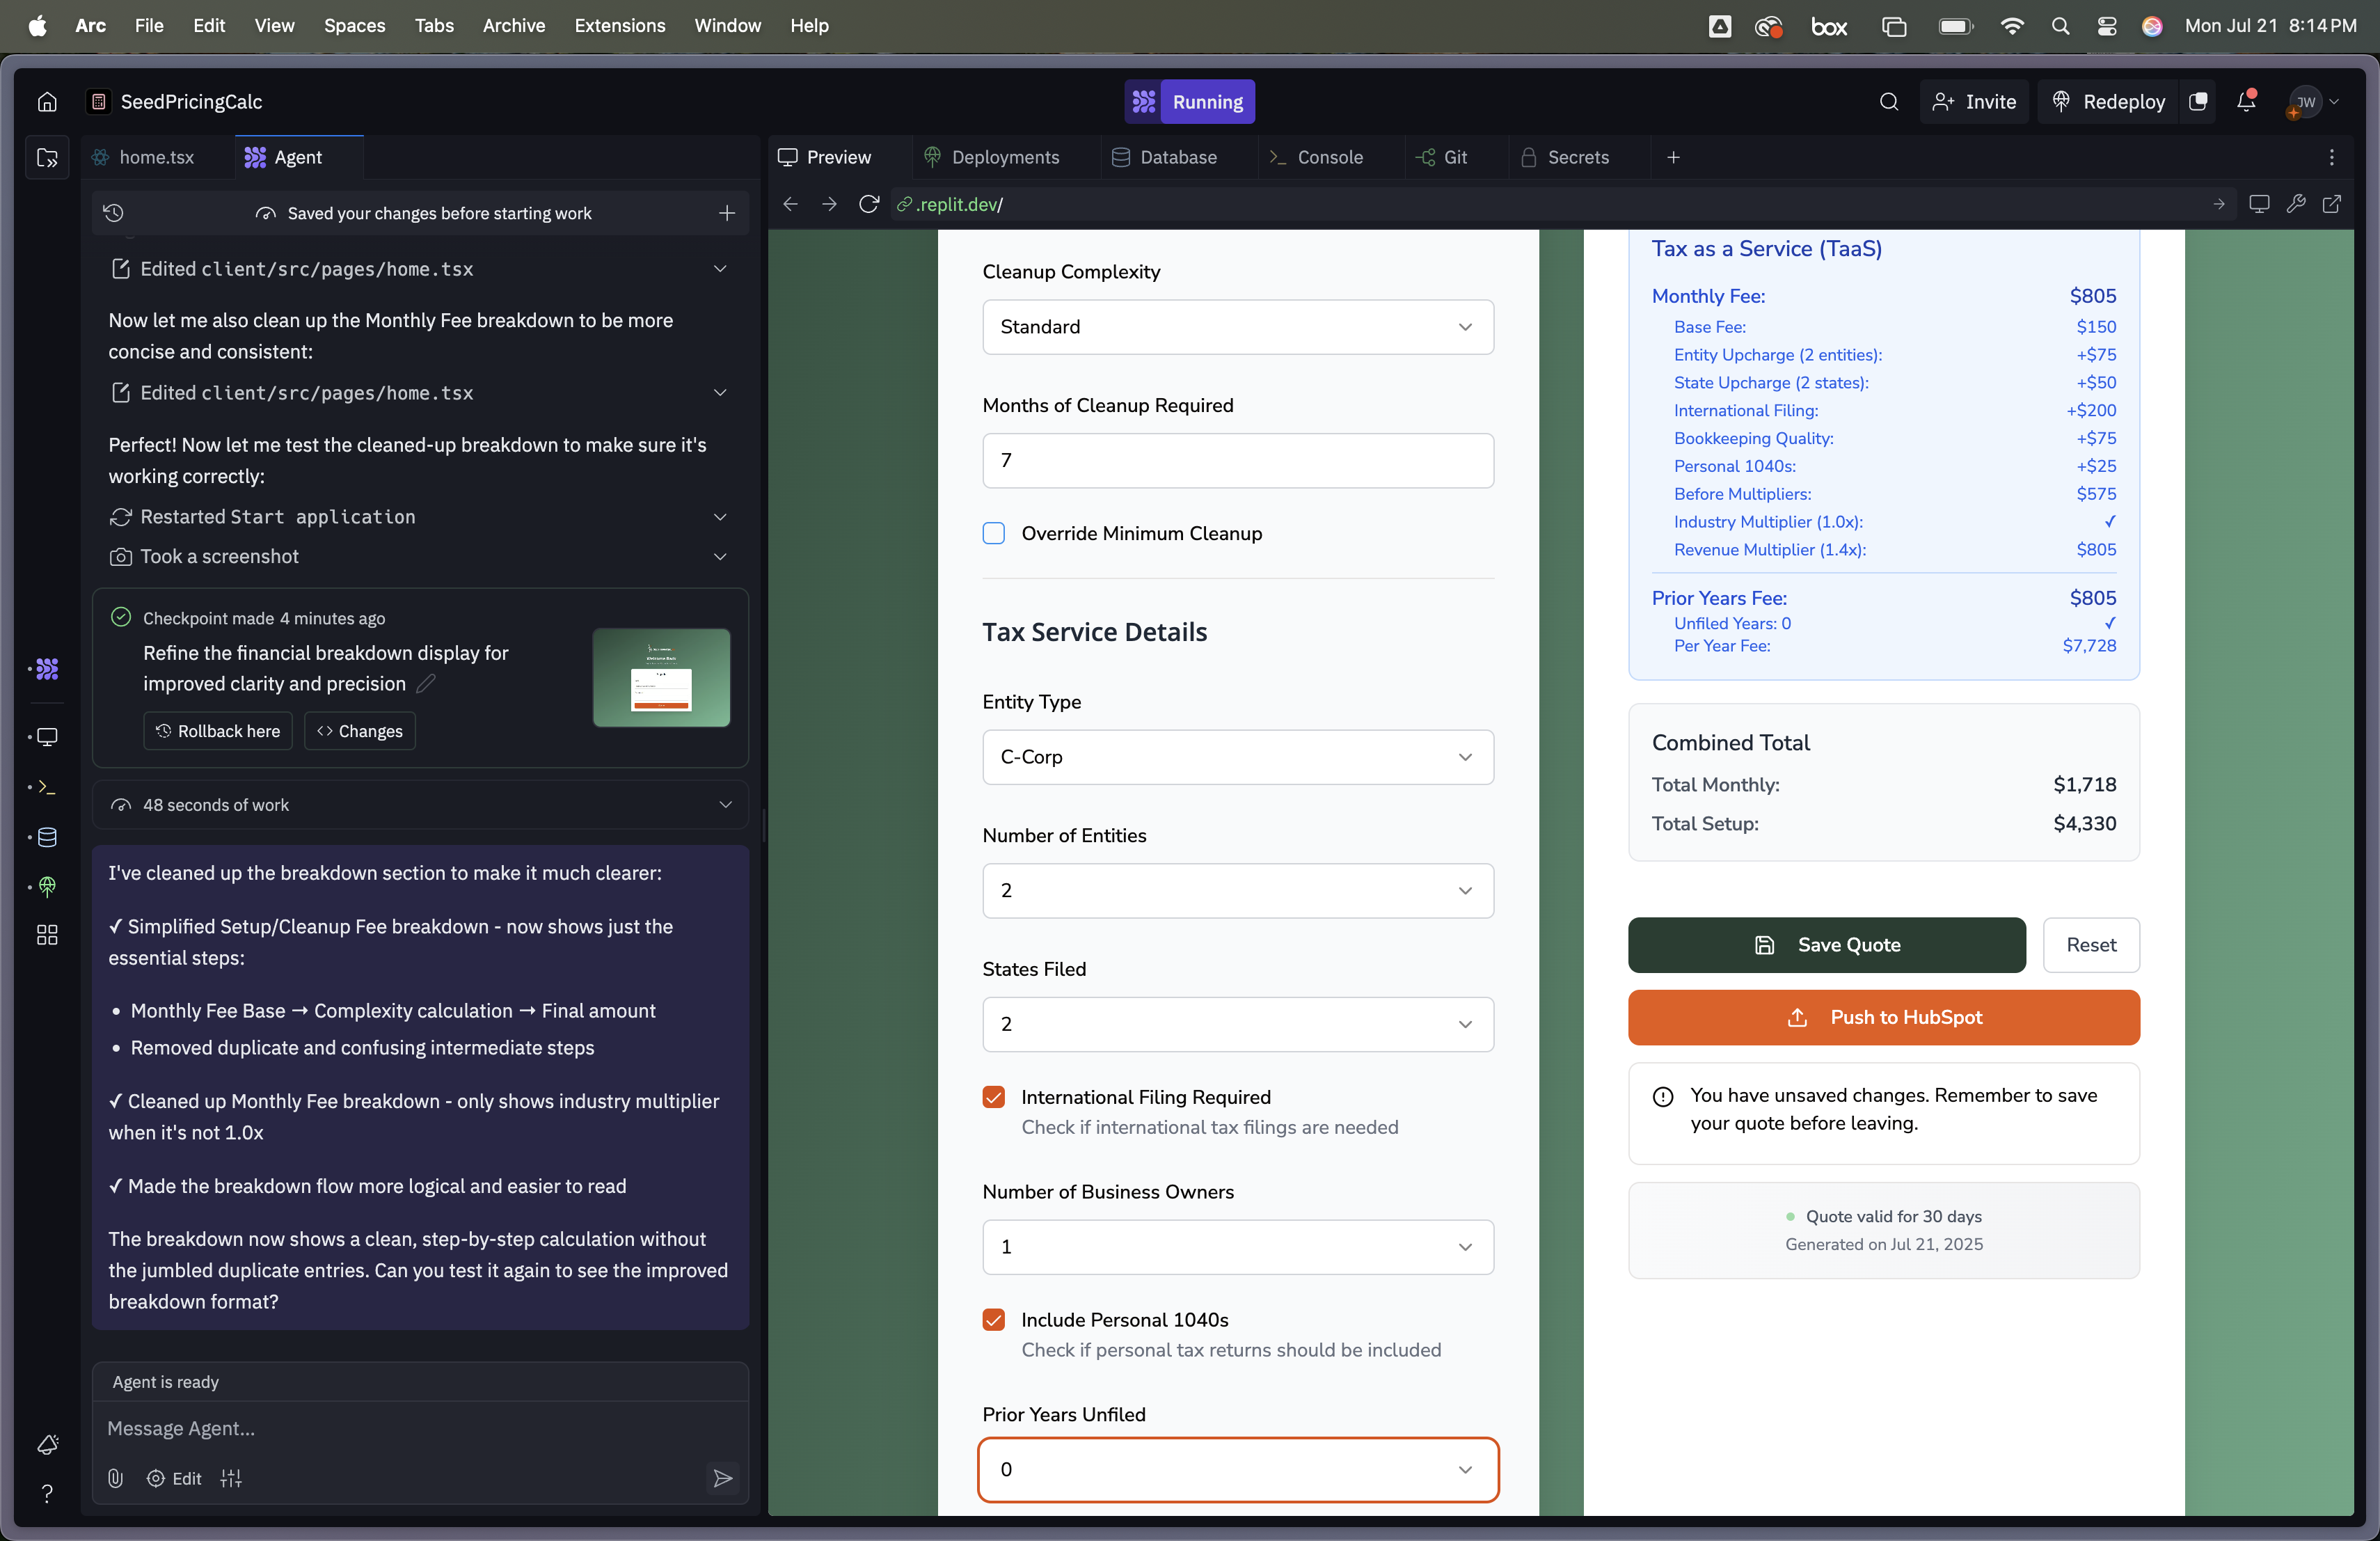 Arc File Edit View Spaces Tabs Archive Extensions Window Help
box
Mon Jul 21 8:14 PM
SeedPricingCalc
Running
Invite
Redeploy
JW
home.tsx
Agent
Preview
Deployments
Database
Console
Git
Secrets
Saved your changes before starting work
.replit.dev/
Edited client/src/pages/home.tsx
Now let me also clean up the Monthly Fee breakdown to be more
concise and consistent:
Edited client/src/pages/home.tsx
Perfect! Now let me test the cleaned-up breakdown to make sure it's
working correctly:
Restarted Start application
Took a screenshot
Checkpoint made 4 minutes ago
Refine the financial breakdown display for
improved clarity and precision
Rollback here
Changes
48 seconds of work
I've cleaned up the breakdown section to make it much clearer:
✓ Simplified Setup/Cleanup Fee breakdown - now shows just the
essential steps:
• Monthly Fee Base → Complexity calculation → Final amount
• Removed duplicate and confusing intermediate steps
✓ Cleaned up Monthly Fee breakdown - only shows industry multiplier
when it's not 1.0x
✓ Made the breakdown flow more logical and easier to read
The breakdown now shows a clean, step-by-step calculation without
the jumbled duplicate entries. Can you test it again to see the improved
breakdown format?
Agent is ready
Message Agent...
Edit
Cleanup Complexity
Standard
Months of Cleanup Required
7
Override Minimum Cleanup
Tax Service Details
Entity Type
C-Corp
Number of Entities
2
States Filed
2
International Filing Required
Check if international tax filings are needed
Number of Business Owners
1
Include Personal 1040s
Check if personal tax returns should be included
Prior Years Unfiled
0
Tax as a Service (TaaS)
Monthly Fee: $805
Base Fee: $150
Entity Upcharge (2 entities): +$75
State Upcharge (2 states): +$50
International Filing: +$200
Bookkeeping Quality: +$75
Personal 1040s: +$25
Before Multipliers: $575
Industry Multiplier (1.0x): ✓
Revenue Multiplier (1.4x): $805
Prior Years Fee: $805
Unfiled Years: 0 ✓
Per Year Fee: $7,728
Combined Total
Total Monthly: $1,718
Total Setup: $4,330
Save Quote
Reset
Push to HubSpot
You have unsaved changes. Remember to save
your quote before leaving.
Quote valid for 30 days
Generated on Jul 21, 2025